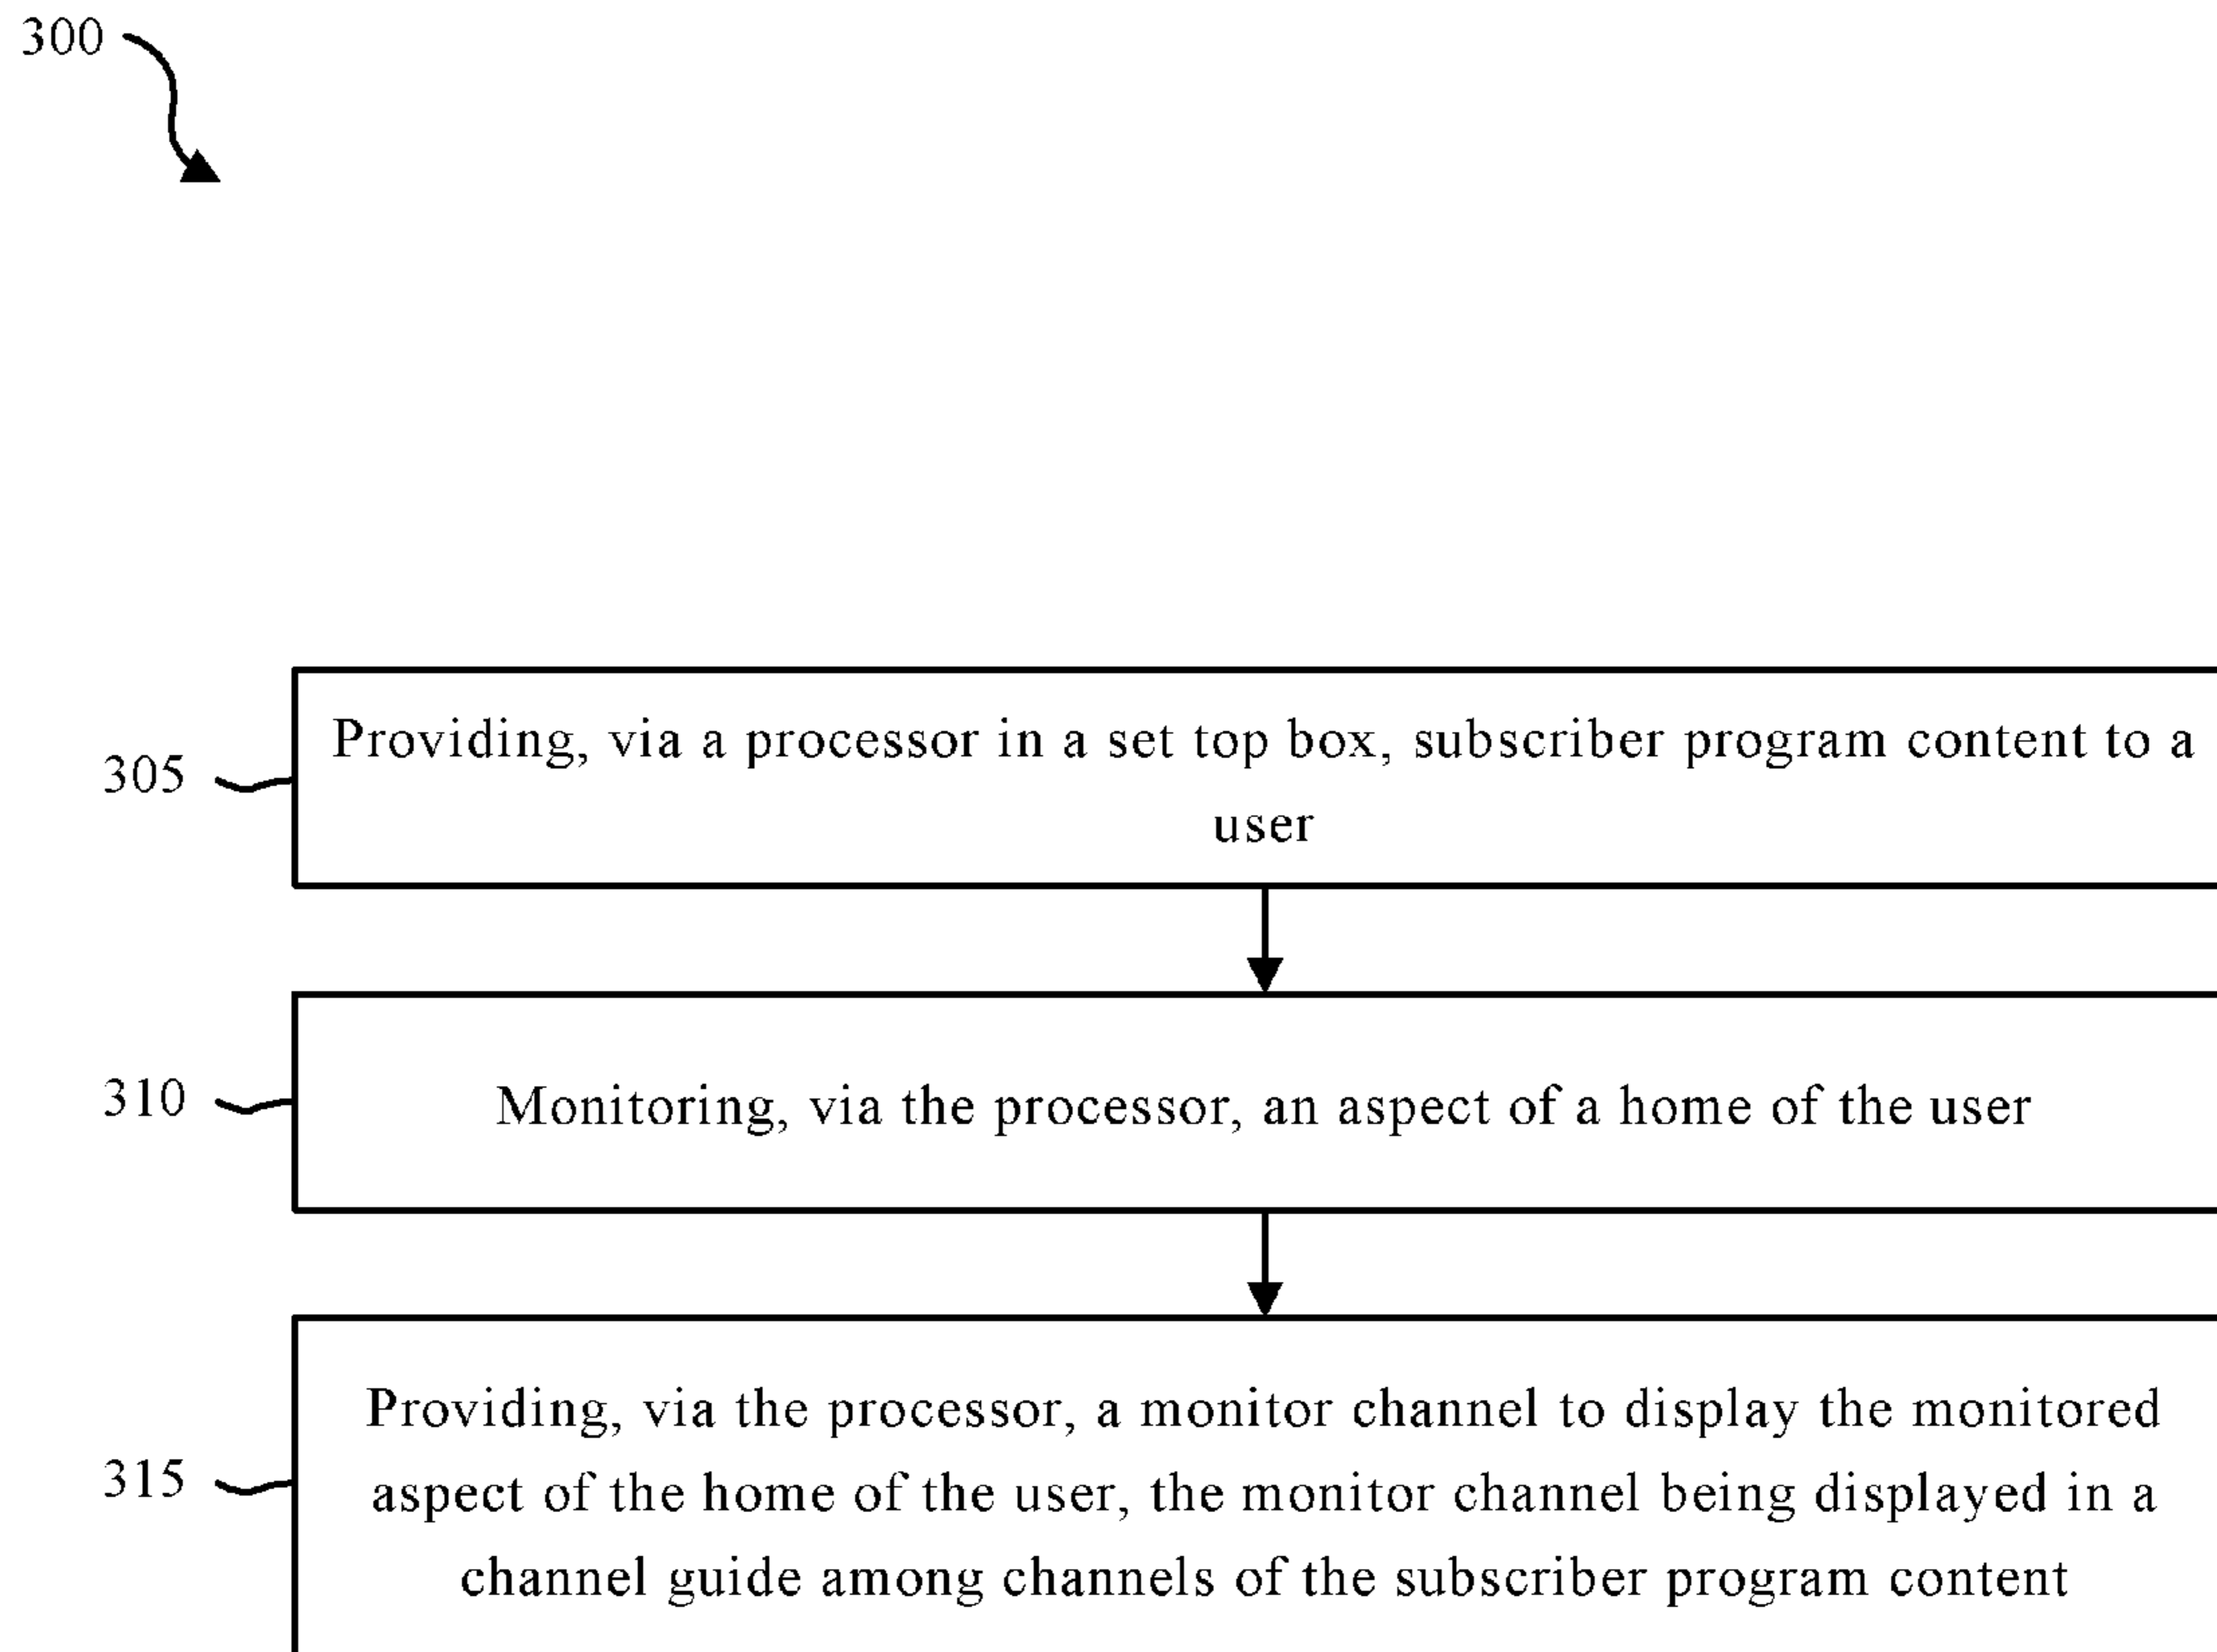 300
305
Providing, via a processor in a set top box, subscriber program content to a
user
310
Monitoring, via the processor, an aspect of a home of the user
315
Providing, via the processor, a monitor channel to display the monitored
aspect of the home of the user, the monitor channel being displayed in a
channel guide among channels of the subscriber program content